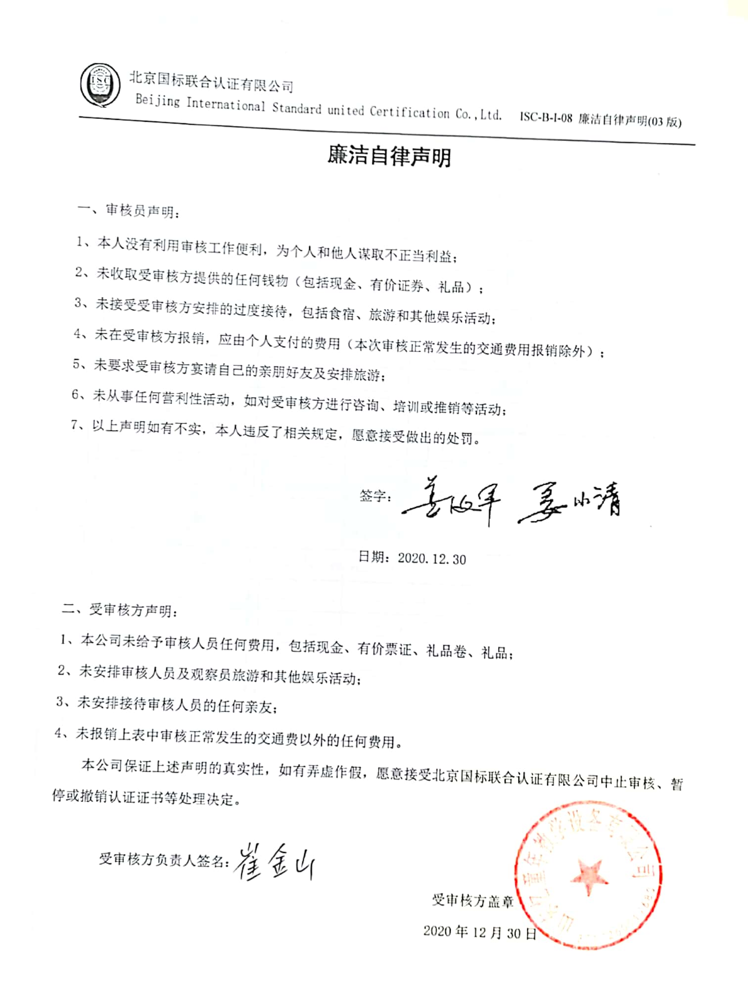 ISC
北京国标联合认证有限公司
Beijing International Standard united Certification Co.,Ltd. ISC-B-I-08 廉洁自律声明(03版)
廉洁自律声明
一、审核员声明：
1、本人没有利用审核工作便利，为个人和他人谋取不正当利益；
2、未收取受审核方提供的任何钱物（包括现金、有价证券、礼品）；
3、未接受受审核方安排的过度接待，包括食宿、旅游和其他娱乐活动；
4、未在受审核方报销，应由个人支付的费用（本次审核正常发生的交通费用报销除外）；
5、未要求受审核方宴请自己的亲朋好友及安排旅游；
6、未从事任何营利性活动，如对受审核方进行咨询、培训或推销等活动；
7、以上声明如有不实，本人违反了相关规定，愿意接受做出的处罚。
签字： 姜小清
日期：2020.12.30
二、受审核方声明：
1、本公司未给予审核人员任何费用，包括现金、有价票证、礼品卷、礼品；
2、未安排审核人员及观察员旅游和其他娱乐活动；
3、未安排接待审核人员的任何亲友；
4、未报销上表中审核正常发生的交通费以外的任何费用。
本公司保证上述声明的真实性，如有弄虚作假，愿意接受北京国标联合认证有限公司中止审核、暂
停或撤销认证证书等处理决定。
受审核方负责人签名：崔金山
童年教学设备有限公司
受审核方盖章
2020年12月30日